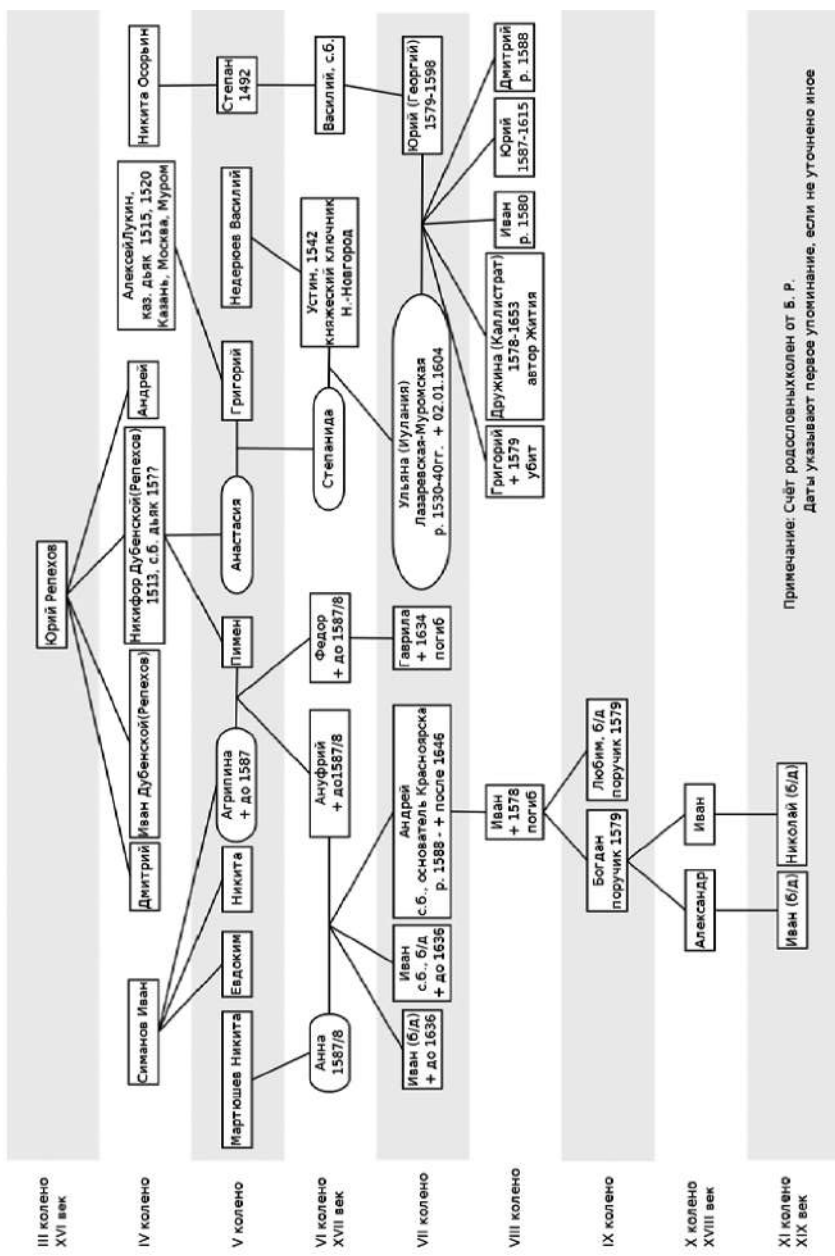 III колено
XVI век
Юрий Репехов
IV колено
Симанов Иван
Дмитрий
Иван Дубенской(Репехов)
Никифор Дубенской(Репехов)
1513, с.б. дьяк 15??
Андрей
АлексейЛукин,
каз. дьяк 1515, 1520
Казань, Москва, Муром
Никита Осорьин
V колено
Мартюшев Никита
Евдоким
Никита
Агрипина
+ до 1587
Пимен
Анастасия
Григорий
Недерюев Василий
Степан
1492
VI колено
XVII век
Анна
1587/8
Ануфрий
+ до1587/8
Федор
+ до 1587/8
Степанида
Устин, 1542
княжеский ключник
Н.-Новгород
Василий, с.б.
VII колено
Иван (б/д)
+ до 1636
Иван
с.б., б/д
+ до 1636
Андрей
с.б., основатель Красноярска
р. 1588 - + после 1646
Гаврила
+ 1634
погиб
Ульяна (Иулания)
Лазаревская-Муромская
р. 1530-40гг. + 02.01.1604
Юрий (Георгий)
1579-1598
VIII колено
Иван
+ 1578
погиб
Григорий
+ 1579
убит
Дружина (Каллистрат)
1578-1653
автор Жития
Иван
р. 1580
Юрий
1587-1615
Дмитрий
р. 1588
IX колено
Богдан
поручик 1579
Любим, б/д
поручик 1579
X колено
XVIII век
Александр
Иван
XI колено
XIX век
Иван (б/д)
Николай (б/д)
Примечание: Счёт родословныхколен от Б. Р.
Даты указывают первое упоминание, если не уточнено иное